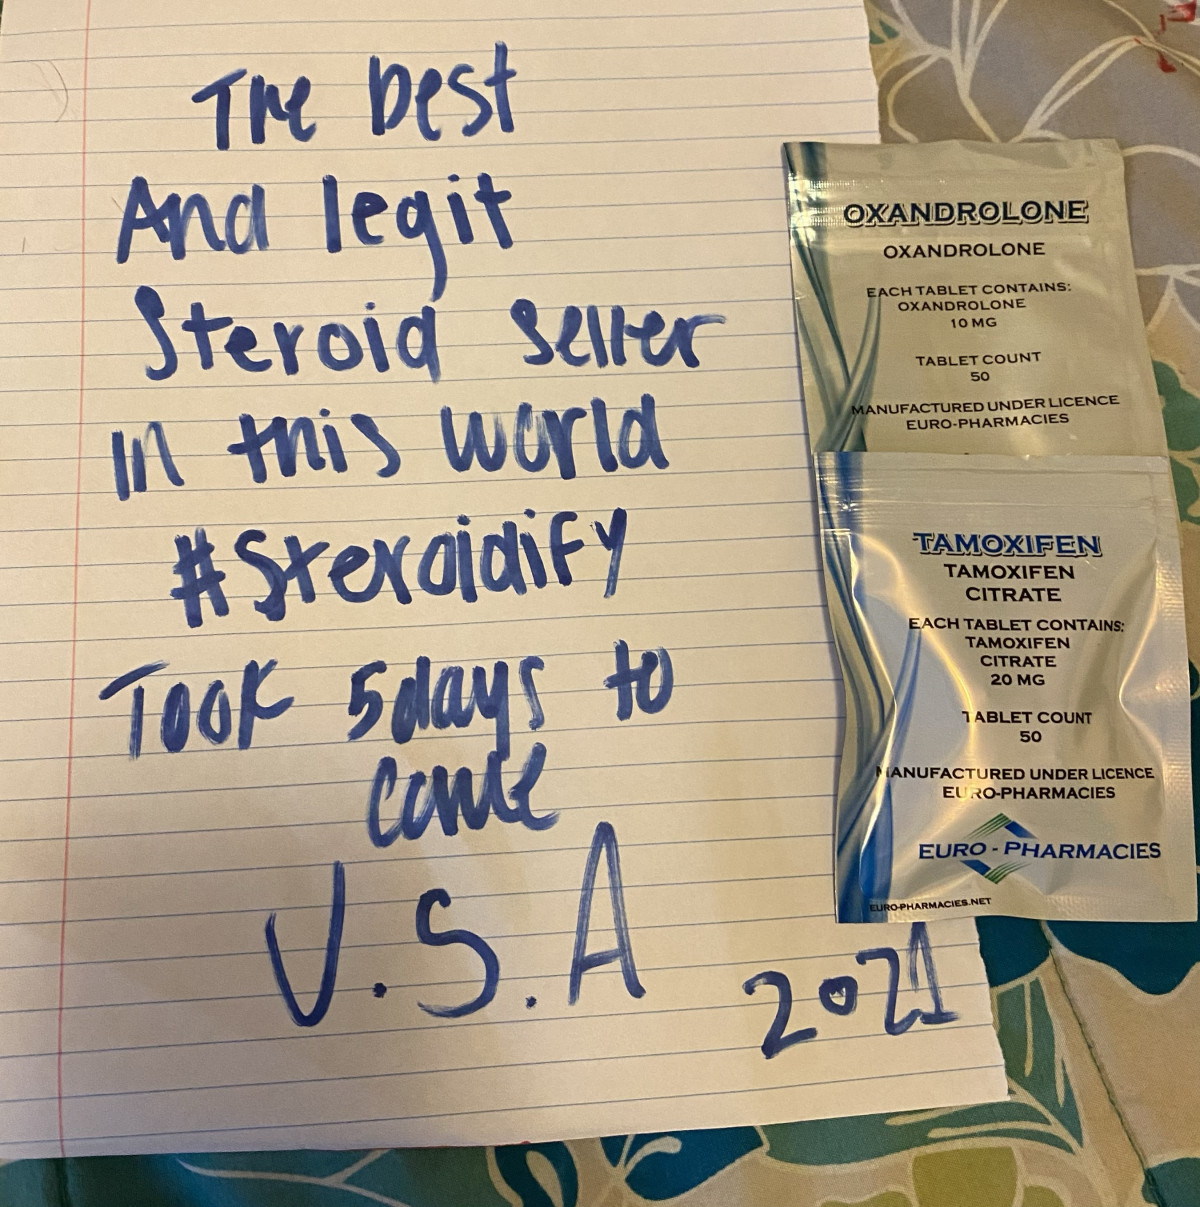 The best
And legit
Steroid seller
In this world
#Steroidify
Took 5days to
come
U.S.A
2021
OXANDROLONE
OXANDROLONE
EACH TABLET CONTAINS:
OXANDROLONE
10 MG
TABLET COUNT
50
MANUFACTURED UNDER LICENCE
EURO-PHARMACIES
TAMOXIFEN
TAMOXIFEN
CITRATE
EACH TABLET CONTAINS:
TAMOXIFEN
CITRATE
20 MG
TABLET COUNT
50
MANUFACTURED UNDER LICENCE
EURO-PHARMACIES
EURO - PHARMACIES
EURO-PHARMACIES.NET